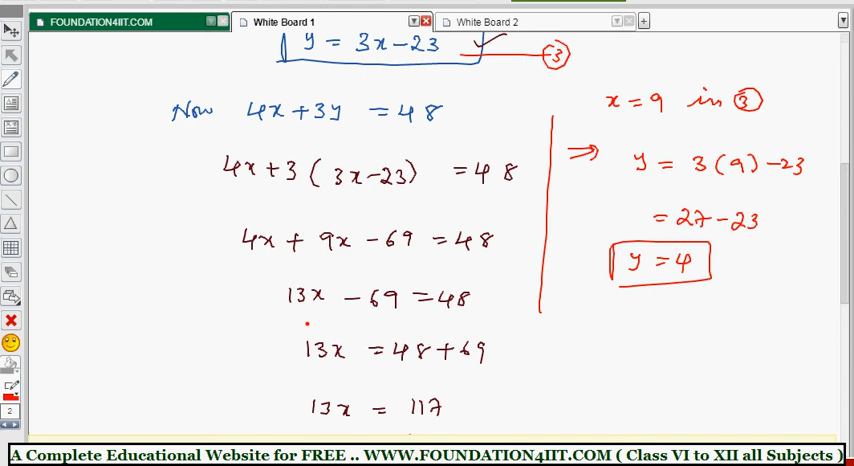 FOUNDATION4IIT.COM
White Board 1
White Board 2
y = 3x-23
③
Now 4x+3y = 48
4x+3(3x-23) = 48
4x + 9x - 69 = 48
13x - 69 = 48
13x = 48+69
13x = 117
x = 9 in ③
⇒ y = 3(9)-23
= 27-23
y = 4
2
A Complete Educational Website for FREE .. WWW.FOUNDATION4IIT.COM ( Class VI to XII all Subjects )